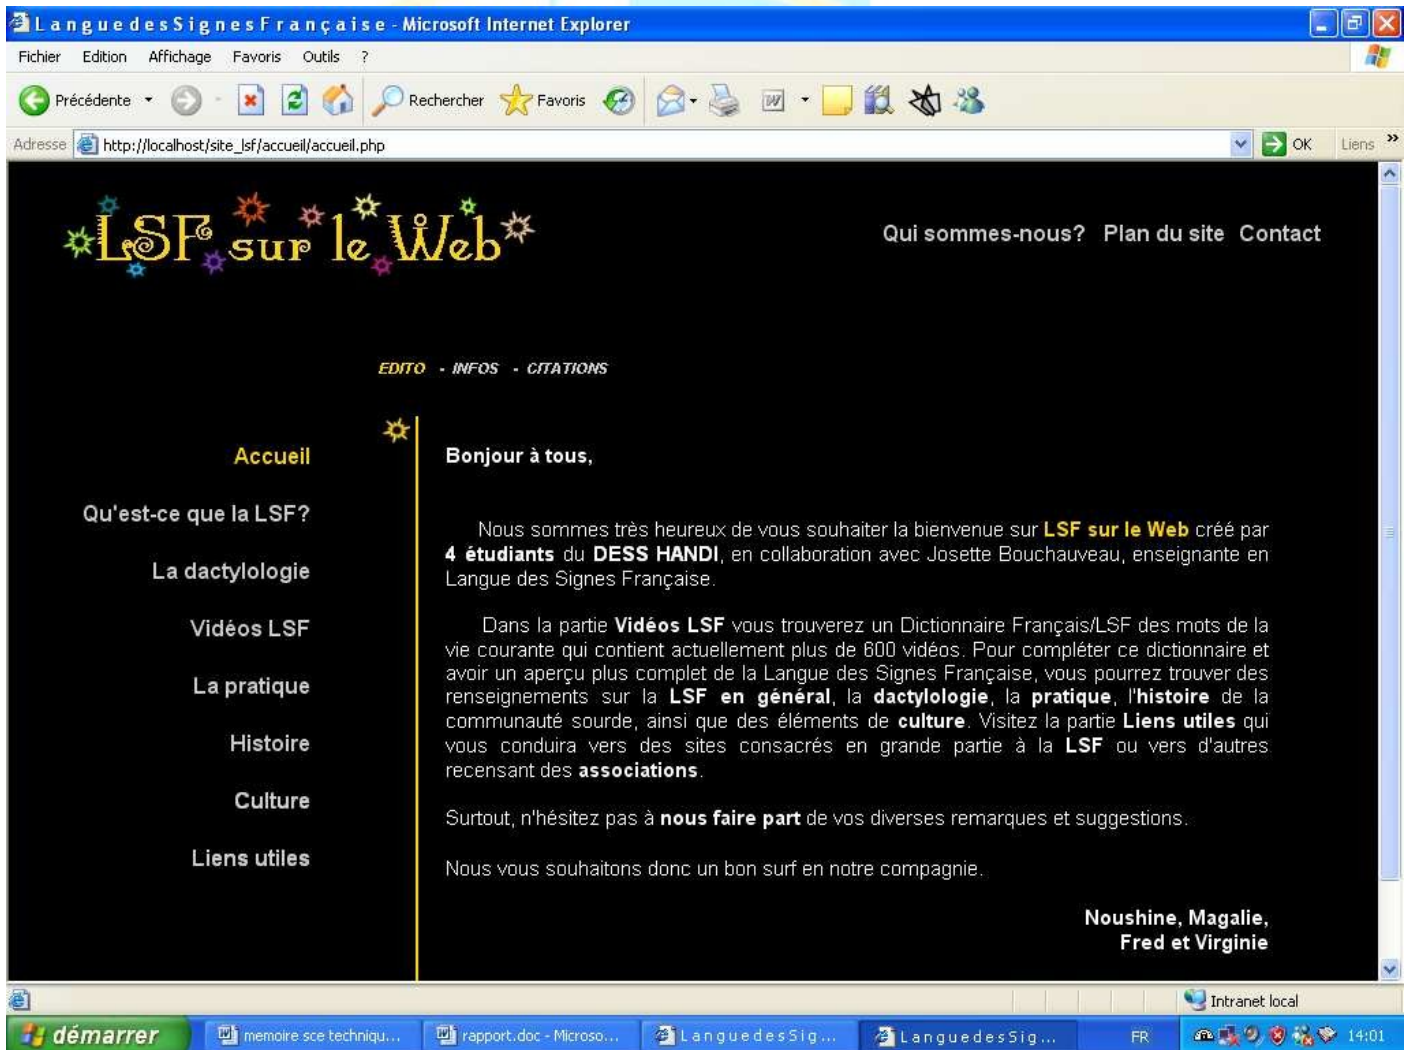 L a n g u e d e s S i g n e s F r a n ç a i s e - Microsoft Internet Explorer
Fichier Edition Affichage Favoris Outils ?
Précédente Rechercher Favoris
Adresse http://localhost/site_lsf/accueil/accueil.php OK Liens »
LSF sur le Web
Qui sommes-nous? Plan du site Contact
EDITO - INFOS - CITATIONS
Accueil
Qu'est-ce que la LSF?
La dactylologie
Vidéos LSF
La pratique
Histoire
Culture
Liens utiles
Bonjour à tous,
Nous sommes très heureux de vous souhaiter la bienvenue sur LSF sur le Web créé par
4 étudiants du DESS HANDI, en collaboration avec Josette Bouchauveau, enseignante en
Langue des Signes Française.
Dans la partie Vidéos LSF vous trouverez un Dictionnaire Français/LSF des mots de la
vie courante qui contient actuellement plus de 600 vidéos. Pour compléter ce dictionnaire et
avoir un aperçu plus complet de la Langue des Signes Française, vous pourrez trouver des
renseignements sur la LSF en général, la dactylologie, la pratique, l'histoire de la
communauté sourde, ainsi que des éléments de culture. Visitez la partie Liens utiles qui
vous conduira vers des sites consacrés en grande partie à la LSF ou vers d'autres
recensant des associations.
Surtout, n'hésitez pas à nous faire part de vos diverses remarques et suggestions.
Nous vous souhaitons donc un bon surf en notre compagnie.
Noushine, Magalie,
Fred et Virginie
Intranet local
démarrer memoire sce techniqu... rapport.doc - Microso... L a n g u e d e s S i g ... L a n g u e d e s S i g ... FR 14:01